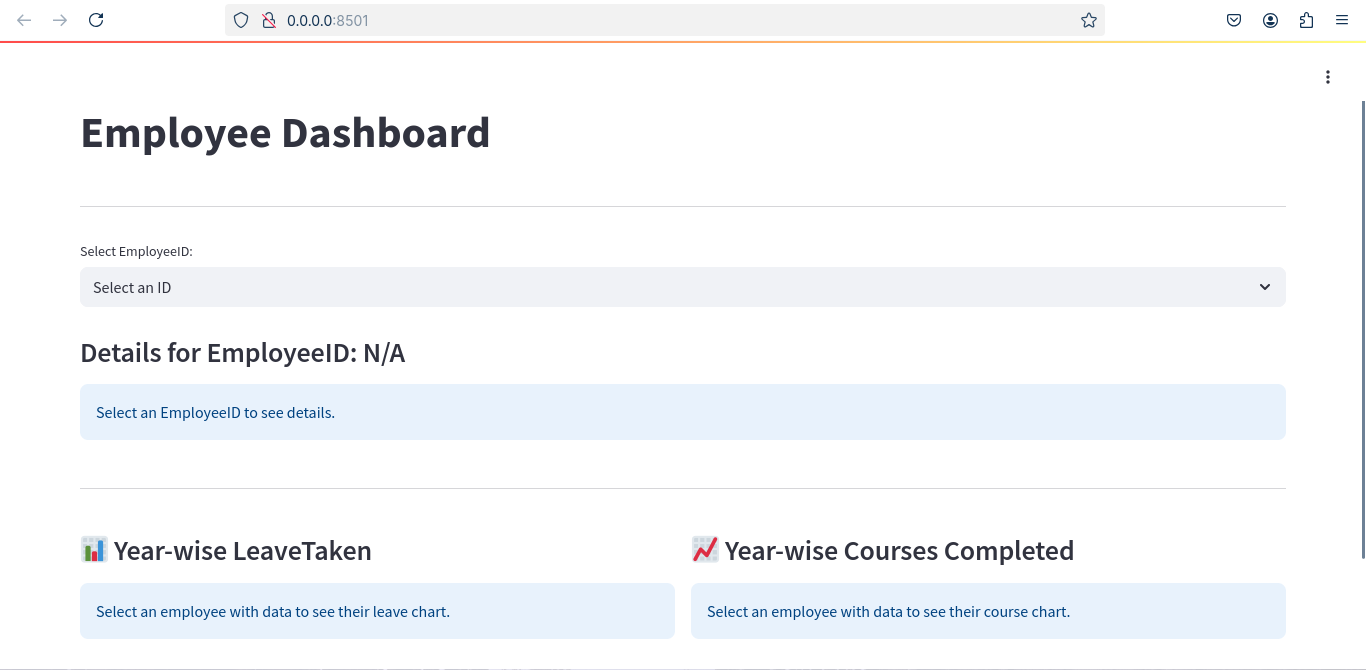 0.0.0.0:8501
Employee Dashboard
Select EmployeeID:
Select an ID
Details for EmployeeID: N/A
Select an EmployeeID to see details.
Year-wise LeaveTaken
Year-wise Courses Completed
Select an employee with data to see their leave chart.
Select an employee with data to see their course chart.